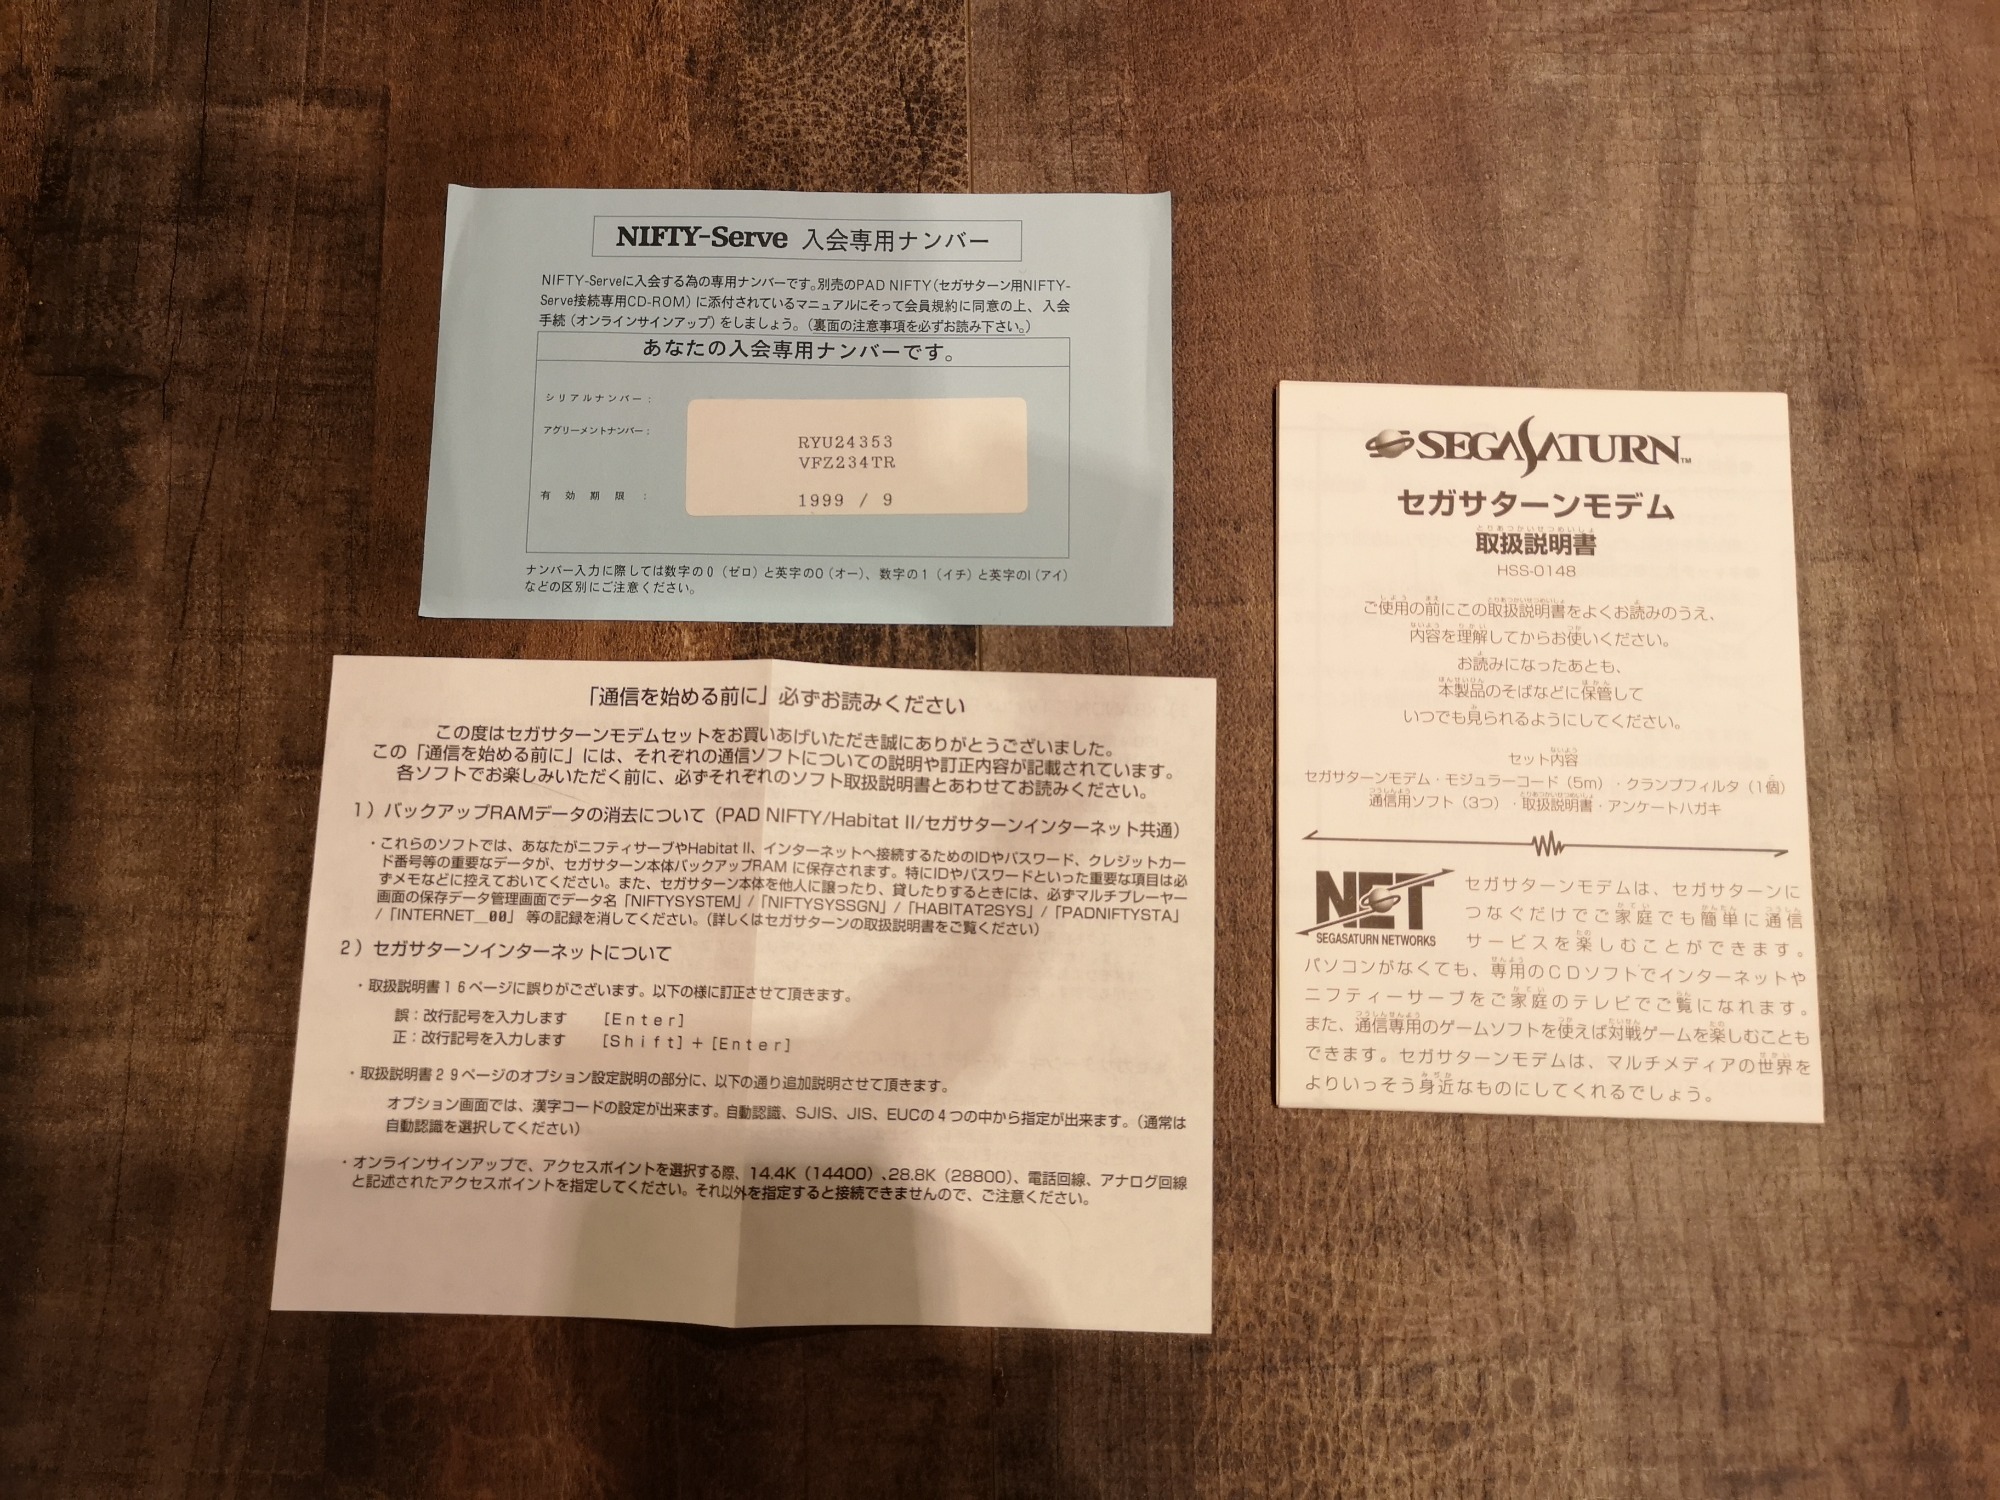 NIFTY-Serve 入会専用ナンバー
NIFTY-Serveに入会する為の専用ナンバーです。別売のPAD NIFTY（セガサターン用NIFTY-
Serve接続専用CD-ROM）に添付されているマニュアルにそって会員規約に同意の上、入会
手続（オンラインサインアップ）をしましょう。（裏面の注意事項を必ずお読み下さい。）
あなたの入会専用ナンバーです。
シリアルナンバー：
アグリーメントナンバー：
RYU24353
VFZ234TR
有効期限：
1999 / 9
ナンバー入力に際しては数字の0（ゼロ）と英字のO（オー）、数字の1（イチ）と英字のI（アイ）
などの区別にご注意ください。
「通信を始める前に」必ずお読みください
この度はセガサターンモデムセットをお買いあげいただき誠にありがとうございました。
この「通信を始める前に」には、それぞれの通信ソフトについての説明や訂正内容が記載されています。
各ソフトでお楽しみいただく前に、必ずそれぞれのソフト取扱説明書とあわせてお読みください。
1）バックアップRAMデータの消去について（PAD NIFTY/Habitat II/セガサターンインターネット共通）
・これらのソフトでは、あなたがニフティサーブやHabitat II、インターネットへ接続するためのIDやパスワード、クレジットカー
ド番号等の重要なデータが、セガサターン本体バックアップRAM に保存されます。特にIDやパスワードといった重要な項目は必
ずメモなどに控えておいてください。また、セガサターン本体を他人に譲ったり、貸したりするときには、必ずマルチプレーヤー
画面の保存データ管理画面でデータ名「NIFTYSYSTEM」/「NIFTYSYSSGN」/「HABITAT2SYS」/「PADNIFTYSTA」
/「INTERNET＿00」 等の記録を消してください。（詳しくはセガサターンの取扱説明書をご覧ください）
2）セガサターンインターネットについて
・取扱説明書16ページに誤りがございます。以下の様に訂正させて頂きます。
誤：改行記号を入力します ［Enter］
正：改行記号を入力します ［Shift］＋［Enter］
・取扱説明書29ページのオプション設定説明の部分に、以下の通り追加説明させて頂きます。
オプション画面では、漢字コードの設定が出来ます。自動認識、SJIS、JIS、EUCの4つの中から指定が出来ます。（通常は
自動認識を選択してください）
・オンラインサインアップで、アクセスポイントを選択する際、14.4K（14400）、28.8K（28800）、電話回線、アナログ回線
と記述されたアクセスポイントを指定してください。それ以外を指定すると接続できませんので、ご注意ください。
SEGA SATURN™
セガサターンモデム
とりあつかいせつめいしょ
取扱説明書
HSS-0148
ご使用の前にこの取扱説明書をよくお読みのうえ、
内容を理解してからお使いください。
お読みになったあとも、
本製品のそばなどに保管して
いつでも見られるようにしてください。
セット内容
セガサターンモデム・モジュラーコード（5m）・クランプフィルタ（1個）
通信用ソフト（3つ）・取扱説明書・アンケートハガキ
NET
SEGASATURN NETWORKS
セガサターンモデムは、セガサターンに
つなぐだけでご家庭でも簡単に通信
サービスを楽しむことができます。
パソコンがなくても、専用のCDソフトでインターネットや
ニフティーサーブをご家庭のテレビでご覧になれます。
また、通信専用のゲームソフトを使えば対戦ゲームを楽しむことも
できます。セガサターンモデムは、マルチメディアの世界を
よりいっそう身近なものにしてくれるでしょう。